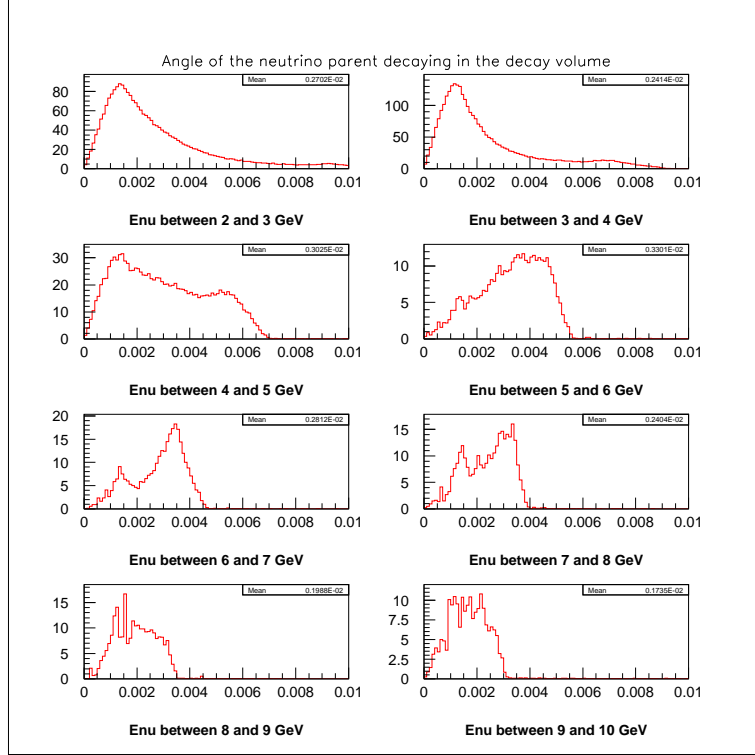 Angle of the neutrino parent decaying in the decay volume
Mean 0.2702E-02
80
60
40
20
0
0 0.002 0.004 0.006 0.008 0.01
Enu between 2 and 3 GeV
Mean 0.2414E-02
100
50
0
0 0.002 0.004 0.006 0.008 0.01
Enu between 3 and 4 GeV
Mean 0.3025E-02
30
20
10
0
0 0.002 0.004 0.006 0.008 0.01
Enu between 4 and 5 GeV
Mean 0.3301E-02
10
5
0
0 0.002 0.004 0.006 0.008 0.01
Enu between 5 and 6 GeV
Mean 0.2812E-02
20
15
10
5
0
0 0.002 0.004 0.006 0.008 0.01
Enu between 6 and 7 GeV
Mean 0.2404E-02
15
10
5
0
0 0.002 0.004 0.006 0.008 0.01
Enu between 7 and 8 GeV
Mean 0.1988E-02
15
10
5
0
0 0.002 0.004 0.006 0.008 0.01
Enu between 8 and 9 GeV
Mean 0.1735E-02
10
7.5
5
2.5
0
0 0.002 0.004 0.006 0.008 0.01
Enu between 9 and 10 GeV